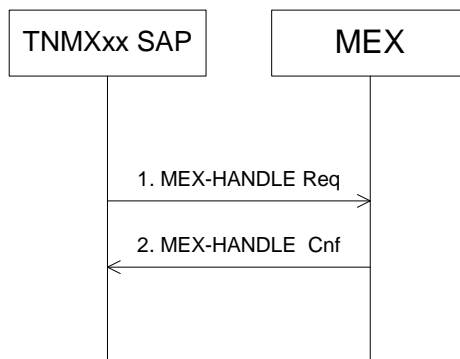 TNMXxx SAP
MEX
1. MEX-HANDLE Req
2. MEX-HANDLE Cnf